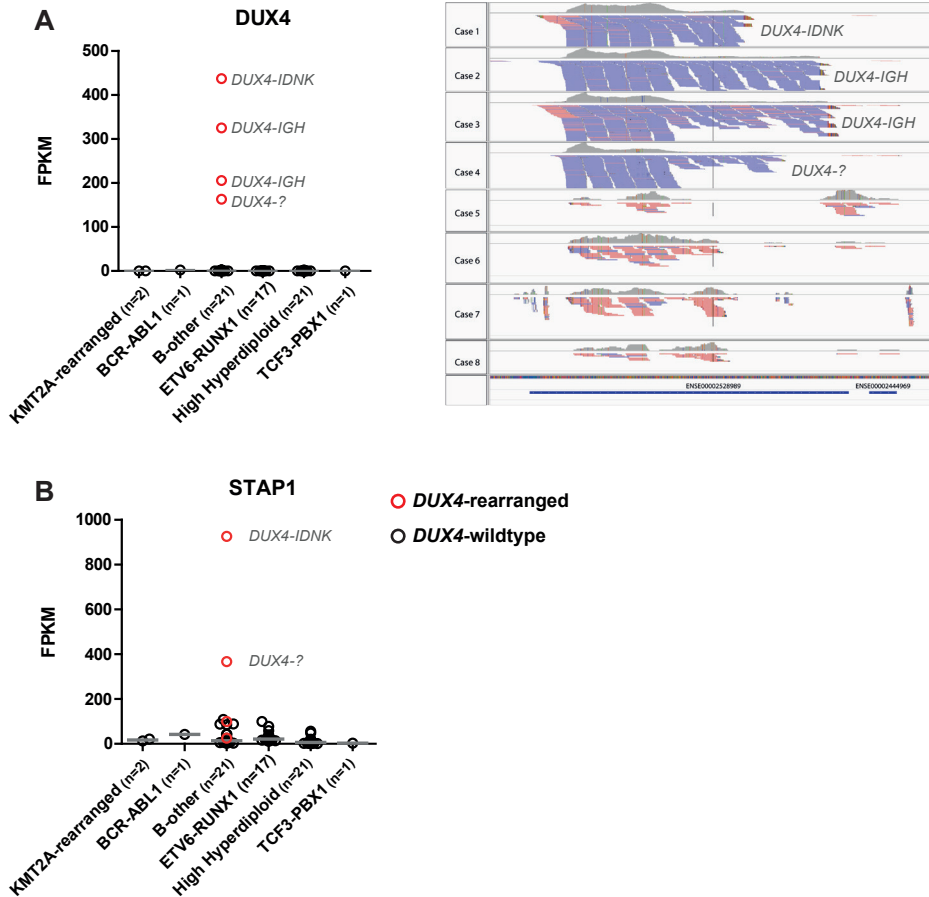 A
DUX4
FPKM
500
400
300
200
100
0
DUX4-IDNK
DUX4-IGH
DUX4-IGH
DUX4-?
KMT2A-rearranged (n=2)
BCR-ABL1 (n=1)
B-other (n=21)
ETV6-RUNX1 (n=17)
High Hyperdiploid (n=21)
TCF3-PBX1 (n=1)
Case 1
DUX4-IDNK
Case 2
DUX4-IGH
Case 3
DUX4-IGH
Case 4
DUX4-?
Case 5
Case 6
Case 7
Case 8
ENSE00002528989
ENSE00002444969
B
STAP1
FPKM
1000
800
600
400
200
0
DUX4-IDNK
DUX4-?
KMT2A-rearranged (n=2)
BCR-ABL1 (n=1)
B-other (n=21)
ETV6-RUNX1 (n=17)
High Hyperdiploid (n=21)
TCF3-PBX1 (n=1)
DUX4-rearranged
DUX4-wildtype